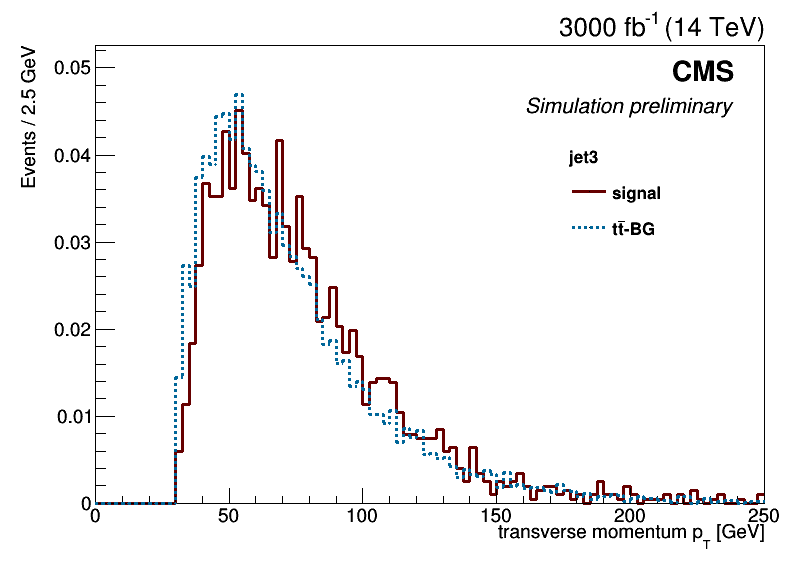 3000 fb⁻¹ (14 TeV)
Events / 2.5 GeV
0.05
0.04
0.03
0.02
0.01
0
CMS
Simulation preliminary
jet3
signal
tt̄-BG
0 50 100 150 200 250
transverse momentum p_T [GeV]